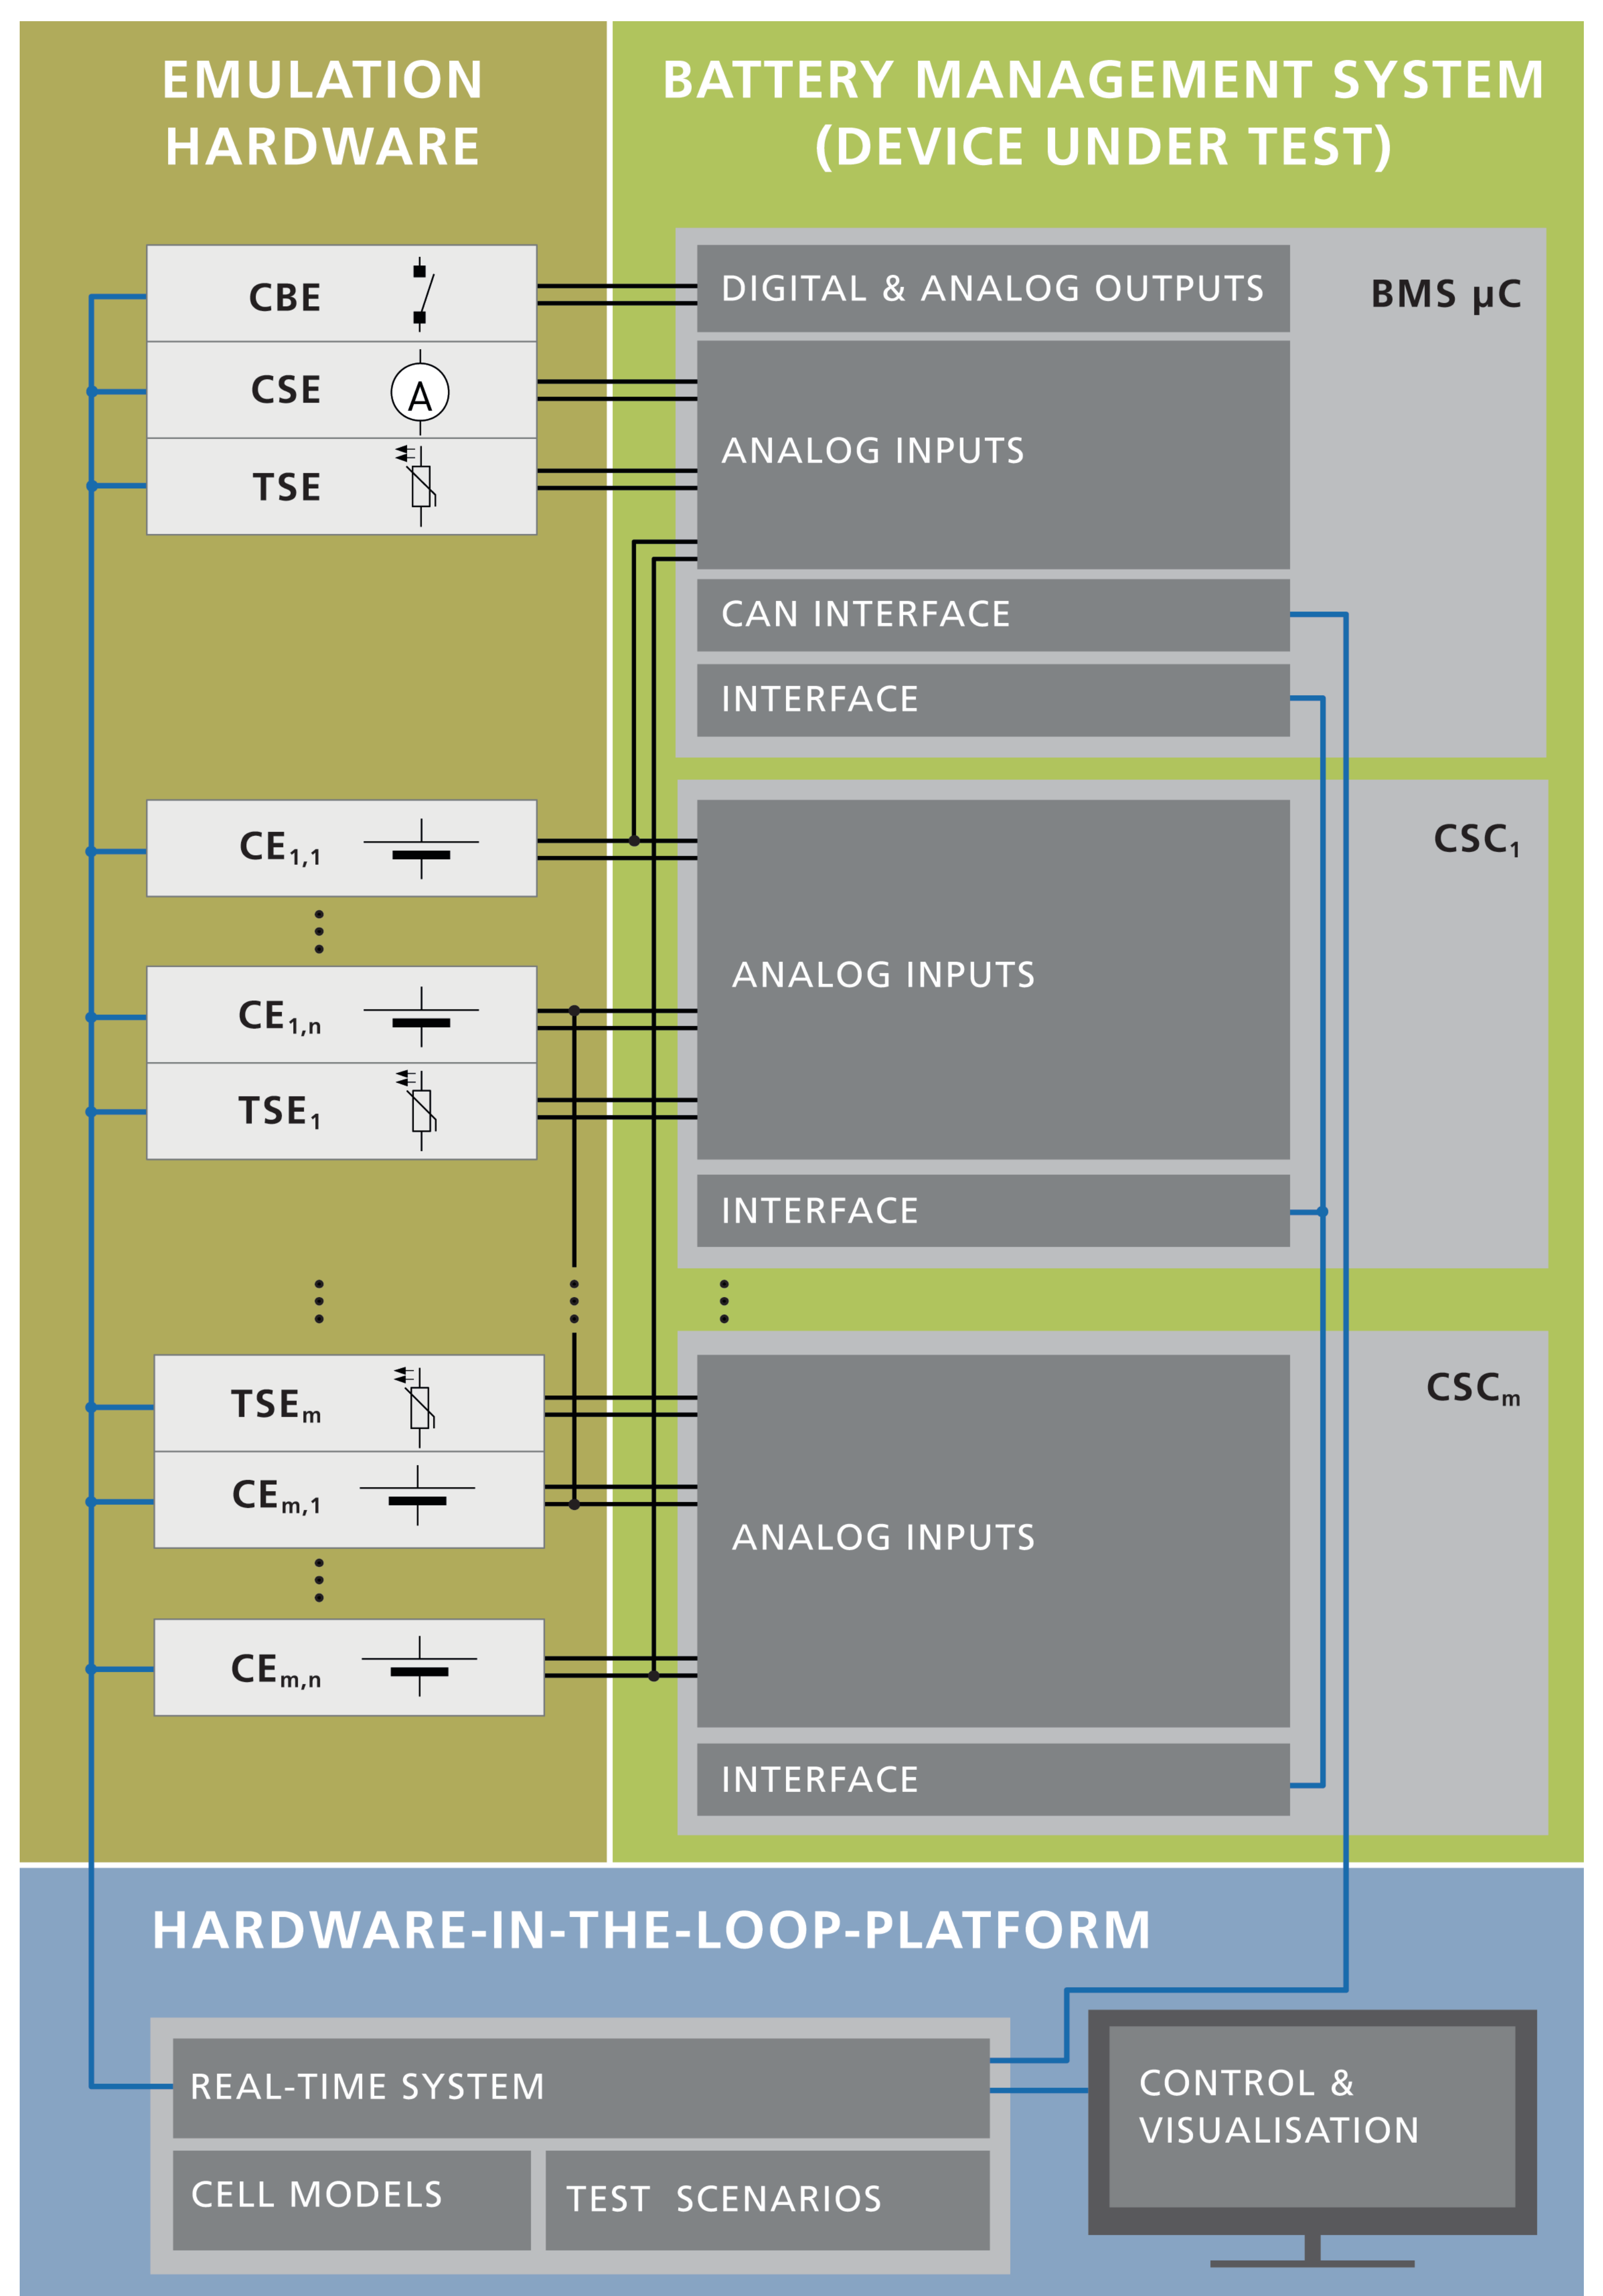 EMULATION
HARDWARE
BATTERY MANAGEMENT SYSTEM
(DEVICE UNDER TEST)
CBE
DIGITAL & ANALOG OUTPUTS
BMS µC
CSE
A
ANALOG INPUTS
TSE
CAN INTERFACE
INTERFACE
CE1,1
CSC1
ANALOG INPUTS
CE1,n
TSE1
INTERFACE
TSEm
CSCm
CEm,1
ANALOG INPUTS
CEm,n
INTERFACE
HARDWARE-IN-THE-LOOP-PLATFORM
REAL-TIME SYSTEM
CONTROL &
VISUALISATION
CELL MODELS
TEST SCENARIOS